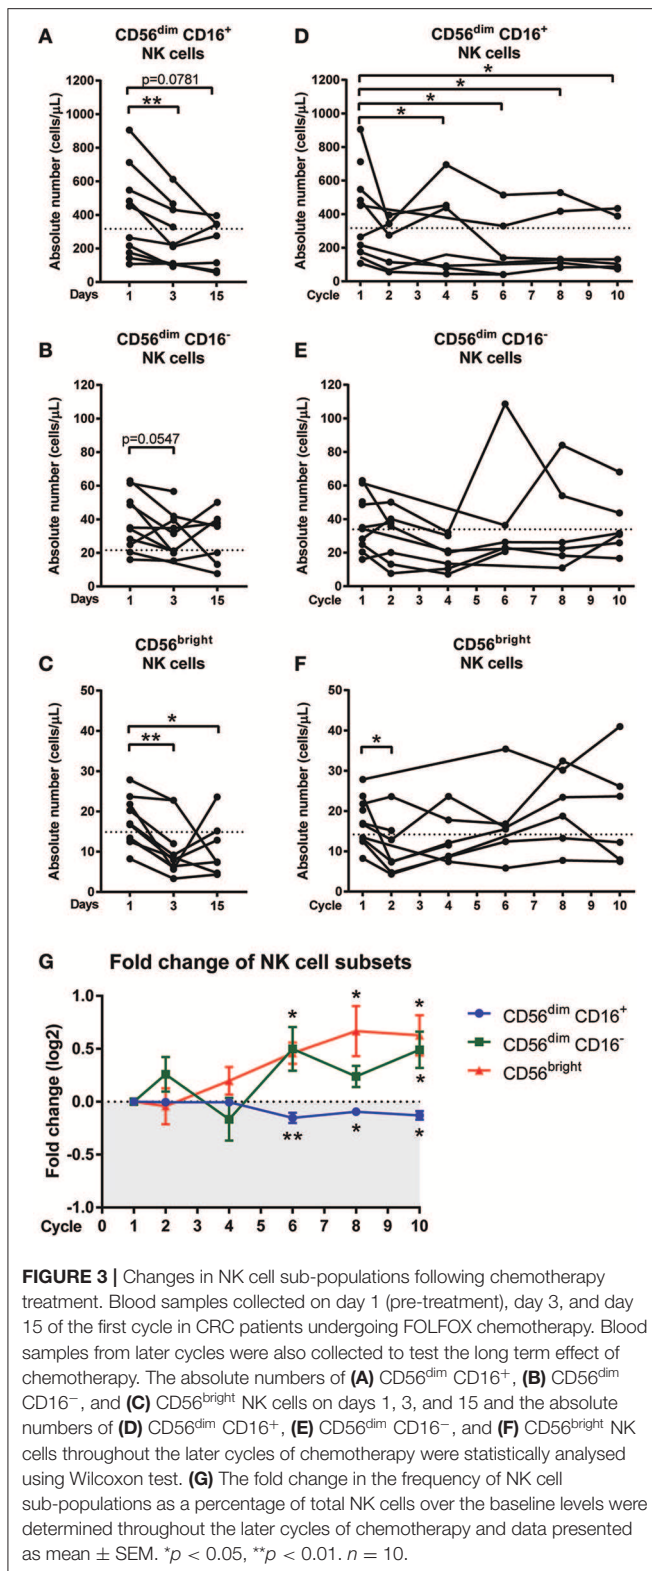 A
CD56dim CD16+
NK cells
p=0.0781
**
Absolute number (cells/μL)
1200
1000
800
600
400
200
0
Days 1 3 15
D
CD56dim CD16+
NK cells
*
*
*
*
Absolute number (cells/μL)
1200
1000
800
600
400
200
0
Cycle 1 2 3 4 5 6 7 8 9 10
B
CD56dim CD16-
NK cells
p=0.0547
Absolute number (cells/μL)
120
100
80
60
40
20
0
Days 1 3 15
E
CD56dim CD16-
NK cells
Absolute number (cells/μL)
120
100
80
60
40
20
0
Cycle 1 2 3 4 5 6 7 8 9 10
C
CD56bright
NK cells
*
**
Absolute number (cells/μL)
50
40
30
20
10
0
Days 1 3 15
F
CD56bright
NK cells
*
Absolute number (cells/μL)
50
40
30
20
10
0
Cycle 1 2 3 4 5 6 7 8 9 10
G Fold change of NK cell subsets
Fold change (log2)
1.0
0.5
0.0
-0.5
-1.0
* * *
*
** * *
Cycle 0 1 2 3 4 5 6 7 8 9 10
CD56dim CD16+
CD56dim CD16-
CD56bright
FIGURE 3 | Changes in NK cell sub-populations following chemotherapy
treatment. Blood samples collected on day 1 (pre-treatment), day 3, and day
15 of the first cycle in CRC patients undergoing FOLFOX chemotherapy. Blood
samples from later cycles were also collected to test the long term effect of
chemotherapy. The absolute numbers of (A) CD56dim CD16+, (B) CD56dim
CD16−, and (C) CD56bright NK cells on days 1, 3, and 15 and the absolute
numbers of (D) CD56dim CD16+, (E) CD56dim CD16−, and (F) CD56bright NK
cells throughout the later cycles of chemotherapy were statistically analysed
using Wilcoxon test. (G) The fold change in the frequency of NK cell
sub-populations as a percentage of total NK cells over the baseline levels were
determined throughout the later cycles of chemotherapy and data presented
as mean ± SEM. *p < 0.05, **p < 0.01. n = 10.